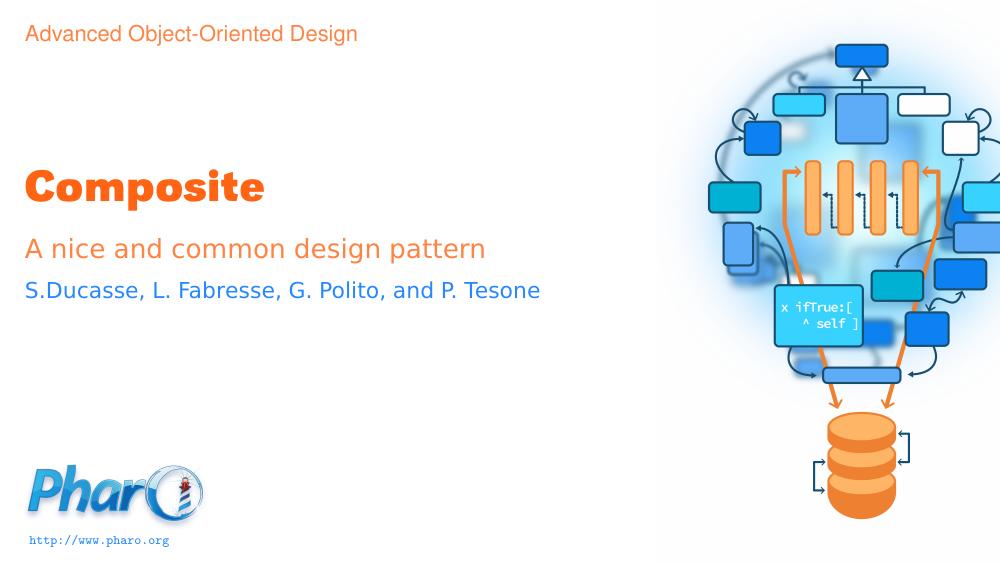 Advanced Object-Oriented Design
Composite
A nice and common design pattern
S.Ducasse, L. Fabresse, G. Polito, and P. Tesone
x ifTrue:[
^ self ]
Pharo
http://www.pharo.org